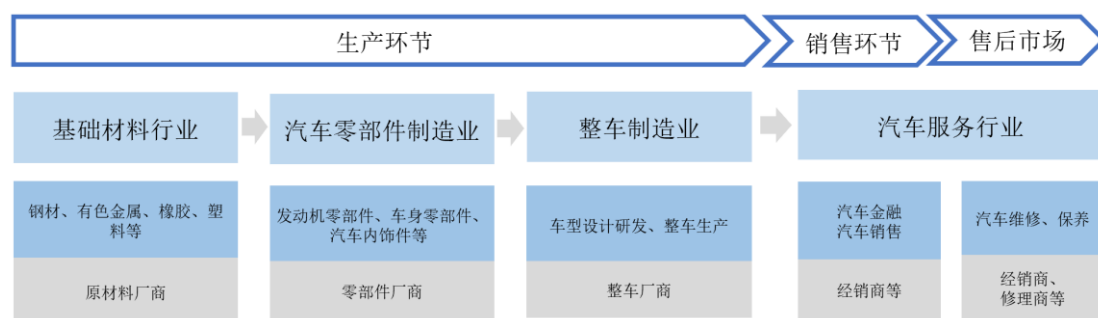 生产环节
销售环节
售后市场
基础材料行业
汽车零部件制造业
整车制造业
汽车服务行业
钢材、有色金属、橡胶、塑
料等
发动机零部件、车身零部件、
汽车内饰件等
车型设计研发、整车生产
汽车金融
汽车销售
汽车维修、保养
原材料厂商
零部件厂商
整车厂商
经销商等
经销商、
修理商等